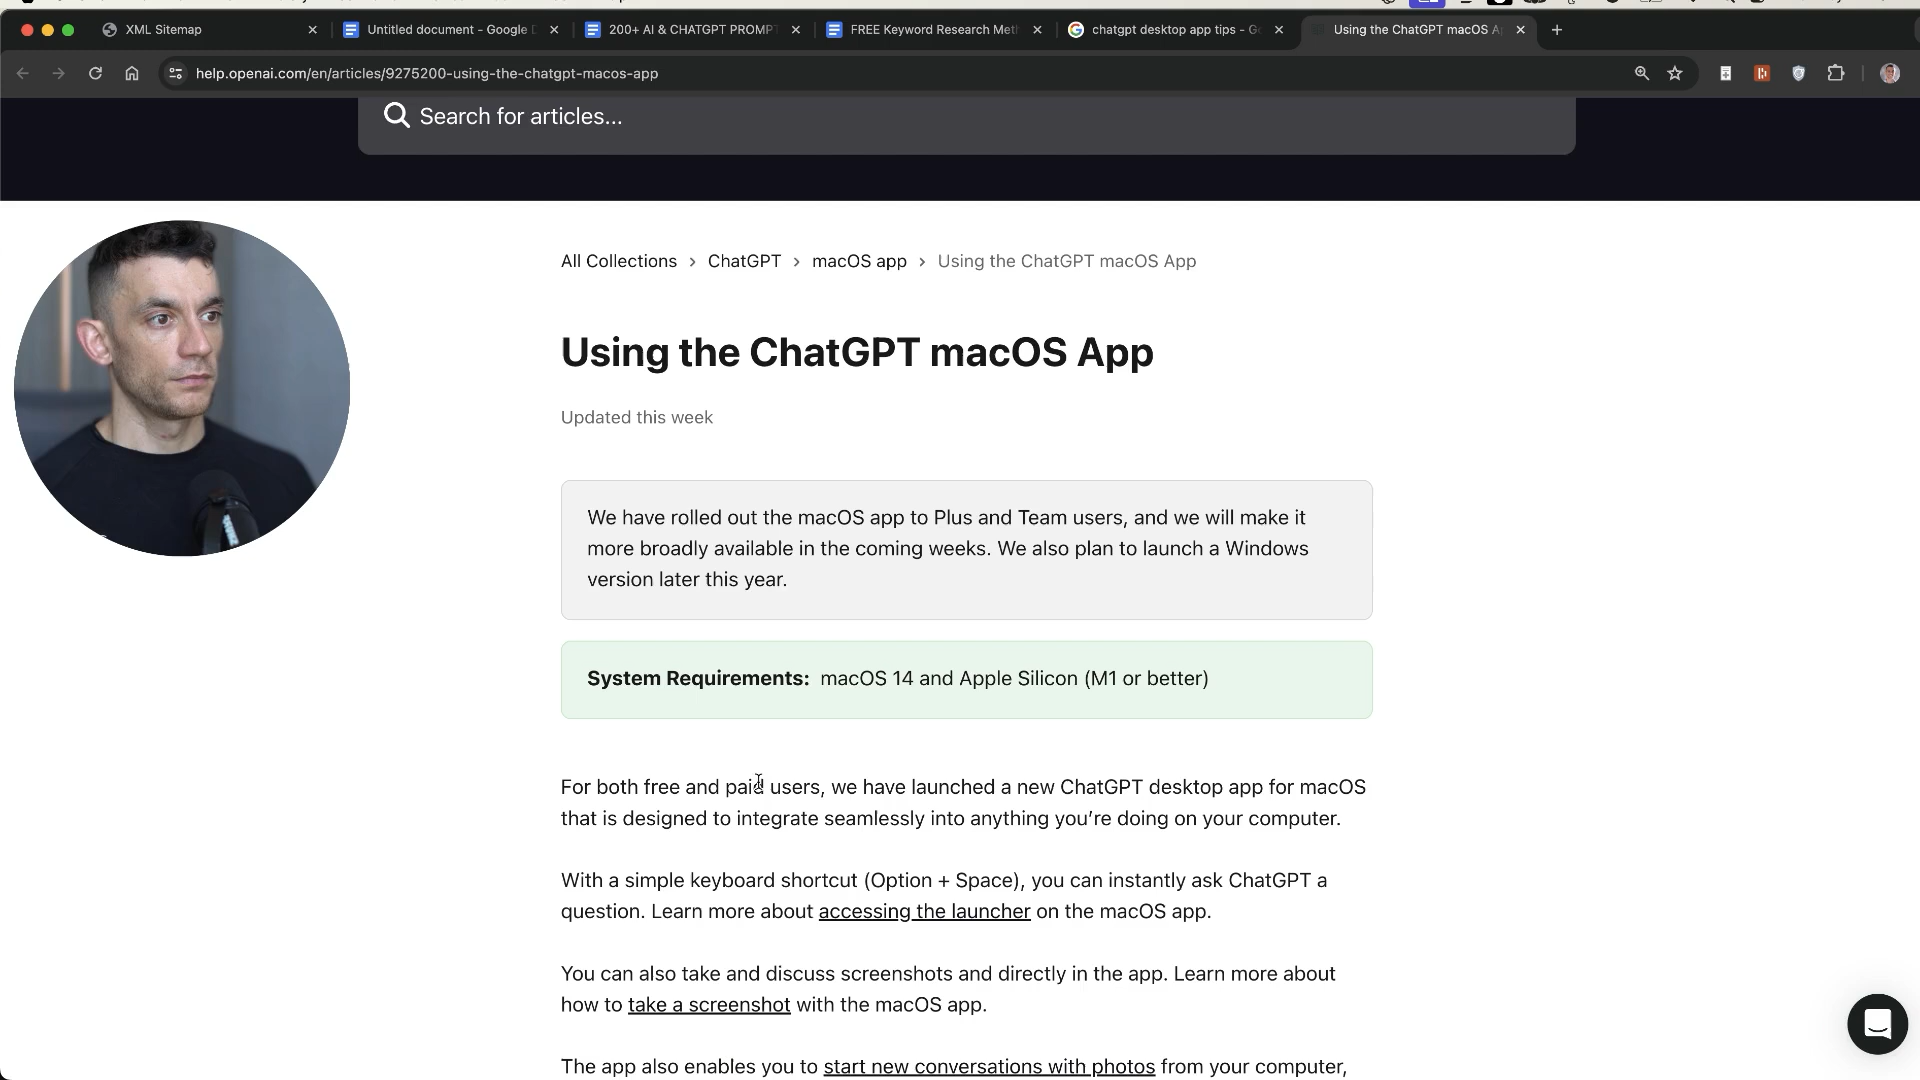 XML Sitemap
Untitled document - Google D
200+ AI & CHATGPT PROMPT
FREE Keyword Research Meth
chatgpt desktop app tips - Go
Using the ChatGPT macOS Ap
help.openai.com/en/articles/9275200-using-the-chatgpt-macos-app
Search for articles...
All Collections > ChatGPT > macOS app > Using the ChatGPT macOS App
Using the ChatGPT macOS App
Updated this week
We have rolled out the macOS app to Plus and Team users, and we will make it
more broadly available in the coming weeks. We also plan to launch a Windows
version later this year.
System Requirements: macOS 14 and Apple Silicon (M1 or better)
For both free and paid users, we have launched a new ChatGPT desktop app for macOS
that is designed to integrate seamlessly into anything you're doing on your computer.
With a simple keyboard shortcut (Option + Space), you can instantly ask ChatGPT a
question. Learn more about accessing the launcher on the macOS app.
You can also take and discuss screenshots and directly in the app. Learn more about
how to take a screenshot with the macOS app.
The app also enables you to start new conversations with photos from your computer,